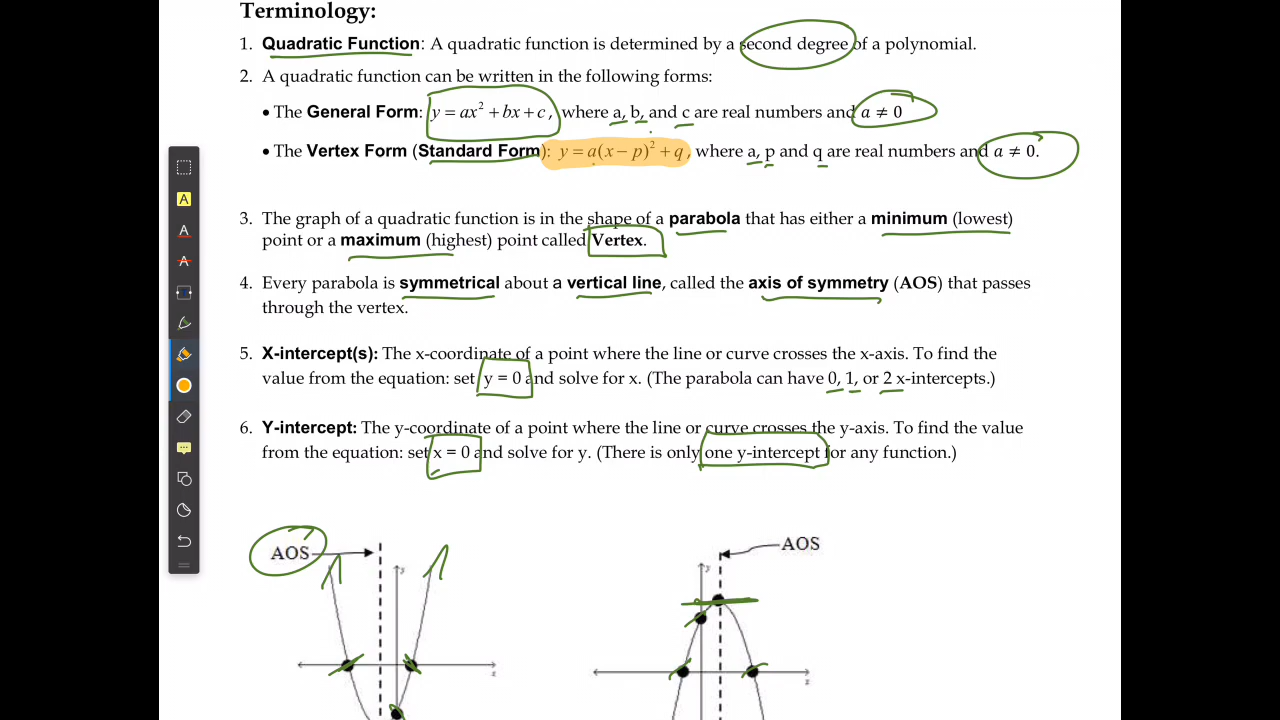 Terminology:
1. Quadratic Function: A quadratic function is determined by a second degree of a polynomial.
2. A quadratic function can be written in the following forms:
• The General Form: y = ax² + bx + c, where a, b, and c are real numbers and a ≠ 0
• The Vertex Form (Standard Form): y = a(x − p)² + q, where a, p and q are real numbers and a ≠ 0.
3. The graph of a quadratic function is in the shape of a parabola that has either a minimum (lowest)
point or a maximum (highest) point called Vertex.
4. Every parabola is symmetrical about a vertical line, called the axis of symmetry (AOS) that passes
through the vertex.
5. X-intercept(s): The x-coordinate of a point where the line or curve crosses the x-axis. To find the
value from the equation: set y = 0 and solve for x. (The parabola can have 0, 1, or 2 x-intercepts.)
6. Y-intercept: The y-coordinate of a point where the line or curve crosses the y-axis. To find the value
from the equation: set x = 0 and solve for y. (There is only one y-intercept for any function.)
AOS
y
x
AOS
y
x
A
A
A